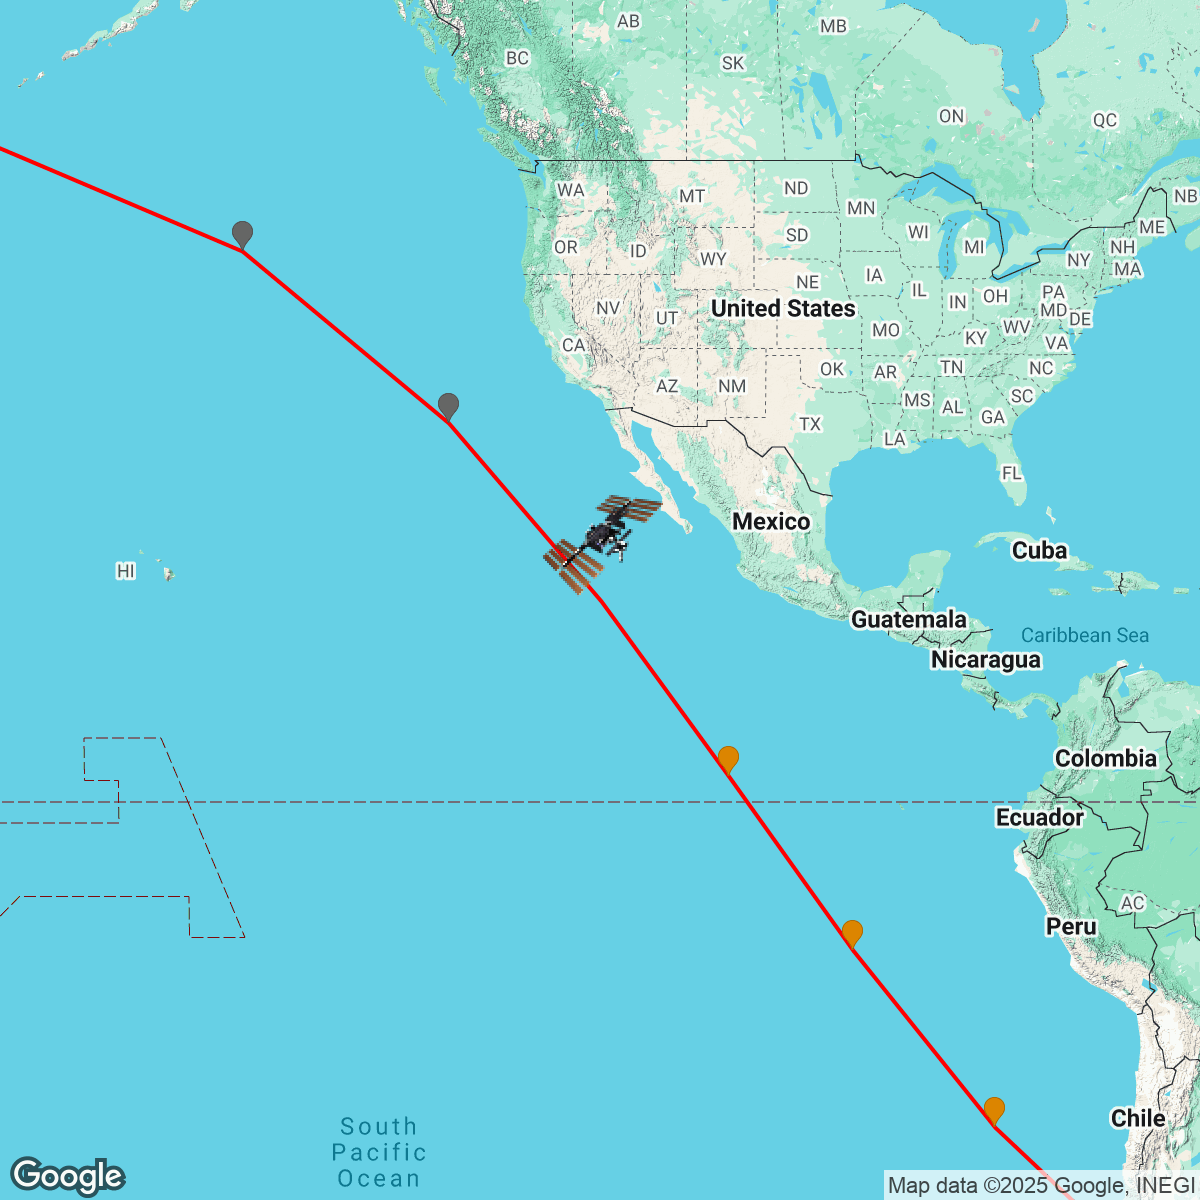 AB
MB
BC
SK
ON
QC
WA
MT
ND
MN
NB
ME
OR
ID
SD
WI
MI
NH
NY
MA
WY
NE
IA
IL
IN
OH
PA
NV
UT
United States
MD
DE
MO
KY
WV
VA
CA
OK
AR
TN
NC
AZ
NM
MS
AL
SC
GA
TX
LA
FL
Mexico
Cuba
HI
Guatemala
Caribbean Sea
Nicaragua
Colombia
Ecuador
AC
Peru
Chile
South
Pacific
Ocean
Google
Map data ©2025 Google, INEGI